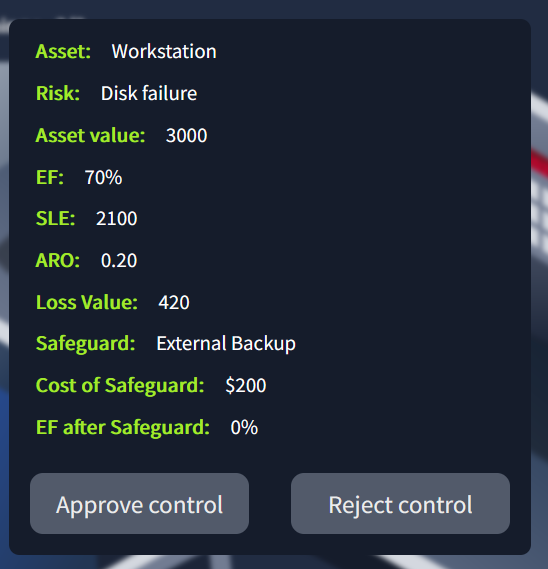 Asset: Workstation
Risk: Disk failure
Asset value: 3000
EF: 70%
SLE: 2100
ARO: 0.20
Loss Value: 420
Safeguard: External Backup
Cost of Safeguard: $200
EF after Safeguard: 0%
Approve control Reject control